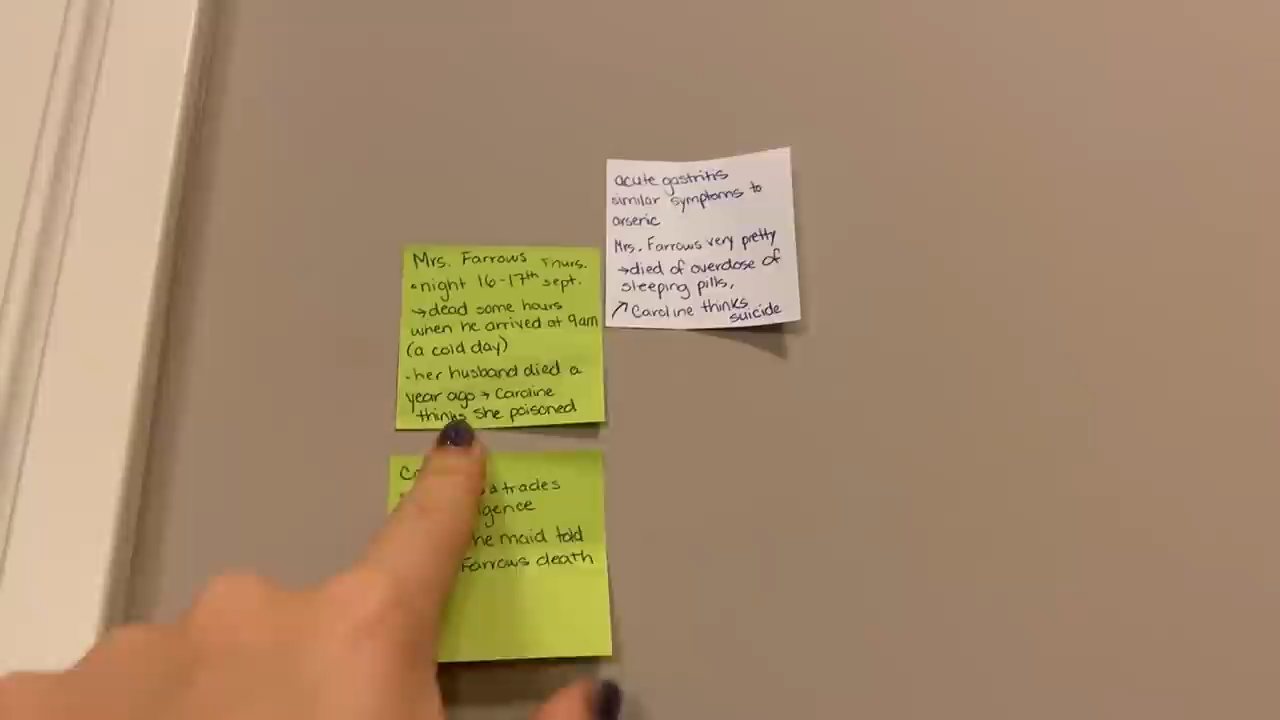 Mrs. Farrows Thurs.
•night 16-17th sept.
→dead some hours
when he arrived at 9am
(a cold day)
-her husband died a
year ago → Caroline
thinks she poisoned
acute gastritis
similar symptoms to
arseric
Mrs. Farrows very pretty
→died of overdose of
sleeping pills,
↗Caroline thinks
suicide
trades
he maid told
Farrows death